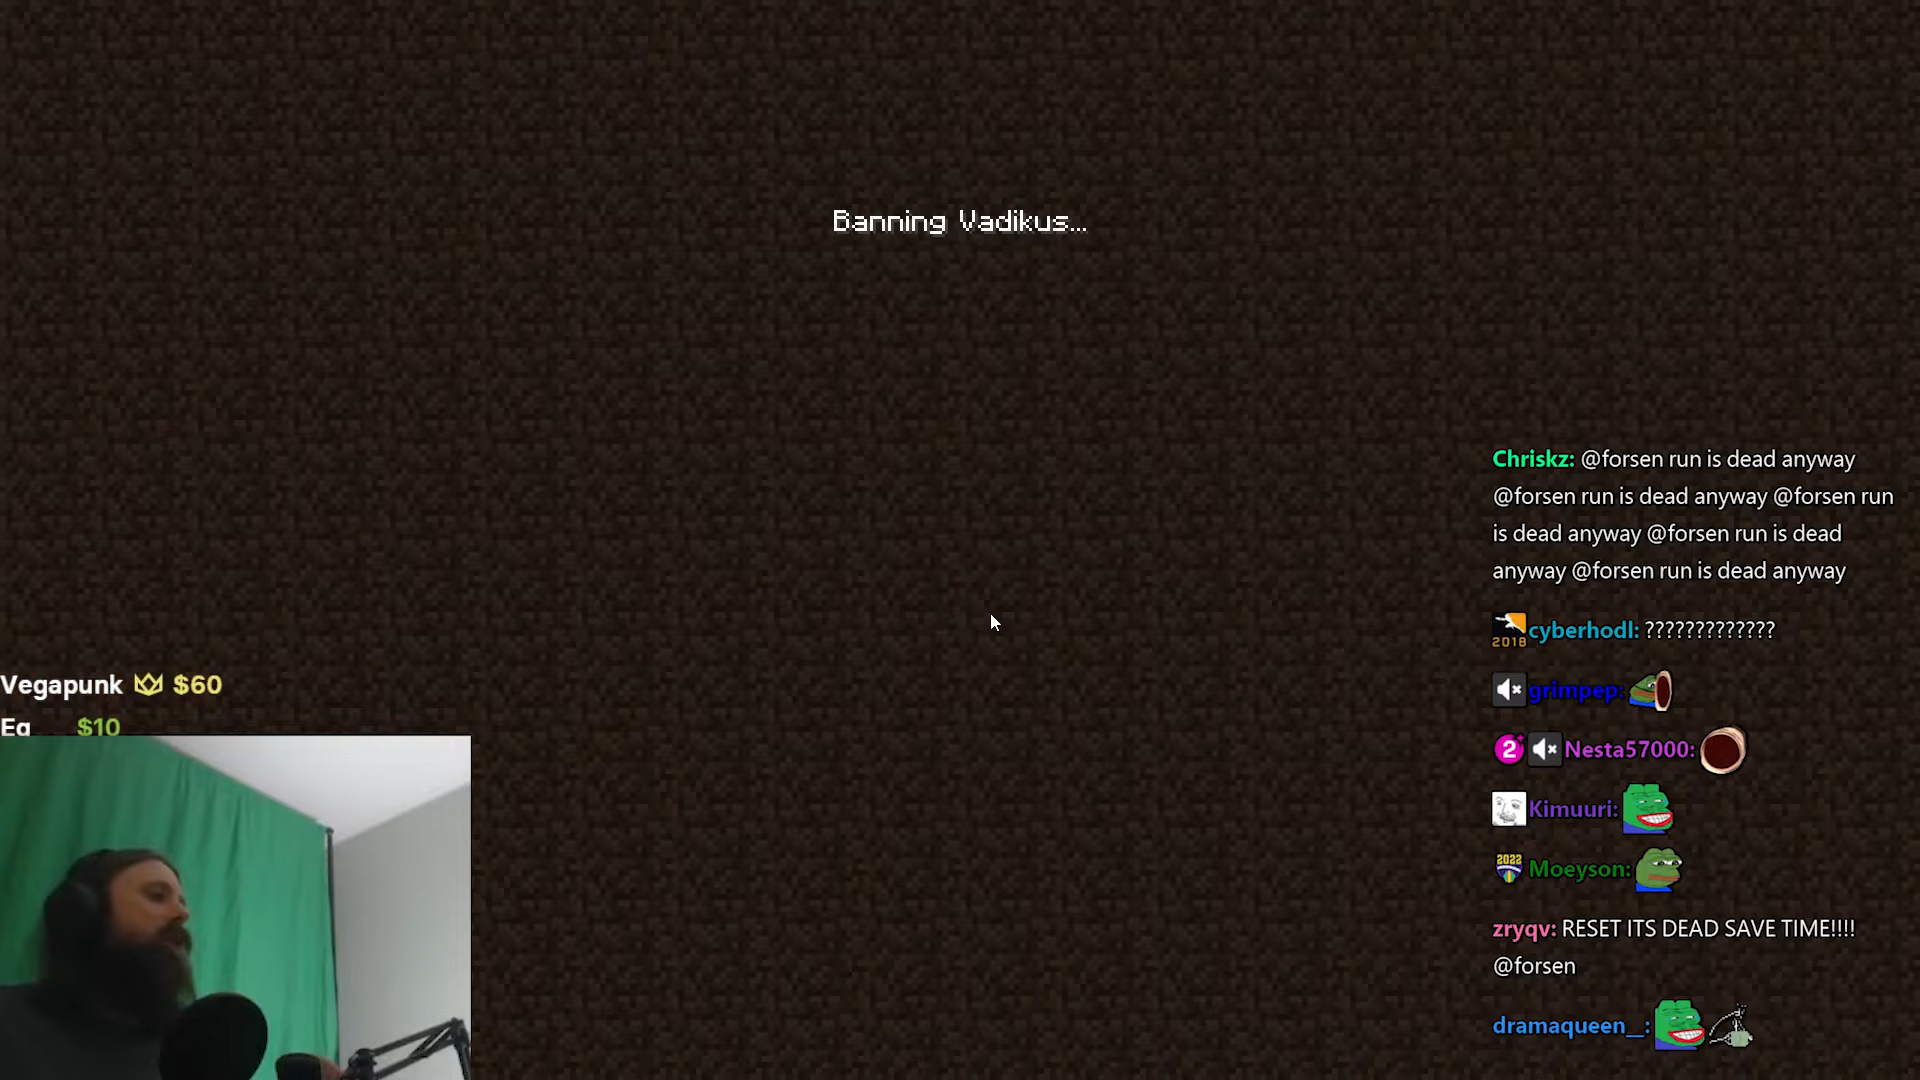 Banning Vadikus...
Chriskz: @forsen run is dead anyway
@forsen run is dead anyway @forsen run
is dead anyway @forsen run is dead
anyway @forsen run is dead anyway
2018 cyberhodl: ?????????????
grimpep:
2 Nesta57000:
Kimuuri:
2022 Moeyson:
zryqv: RESET ITS DEAD SAVE TIME!!!!
@forsen
dramaqueen__:
Vegapunk $60
Eg $10